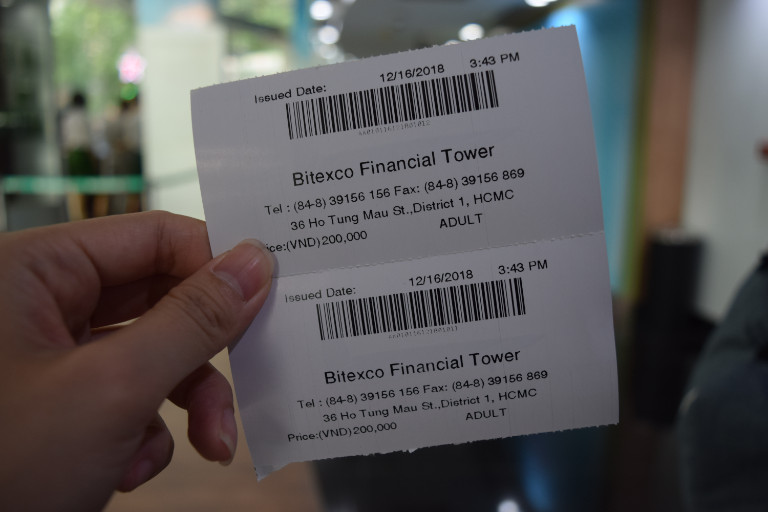 Issued Date: 12/16/2018 3:43 PM
Bitexco Financial Tower
Tel : (84-8) 39156 156 Fax: (84-8) 39156 869
36 Ho Tung Mau St.,District 1, HCMC
ice:(VND)200,000 ADULT
Issued Date: 12/16/2018 3:43 PM
Bitexco Financial Tower
Tel : (84-8) 39156 156 Fax: (84-8) 39156 869
36 Ho Tung Mau St.,District 1, HCMC
Price:(VND)200,000 ADULT